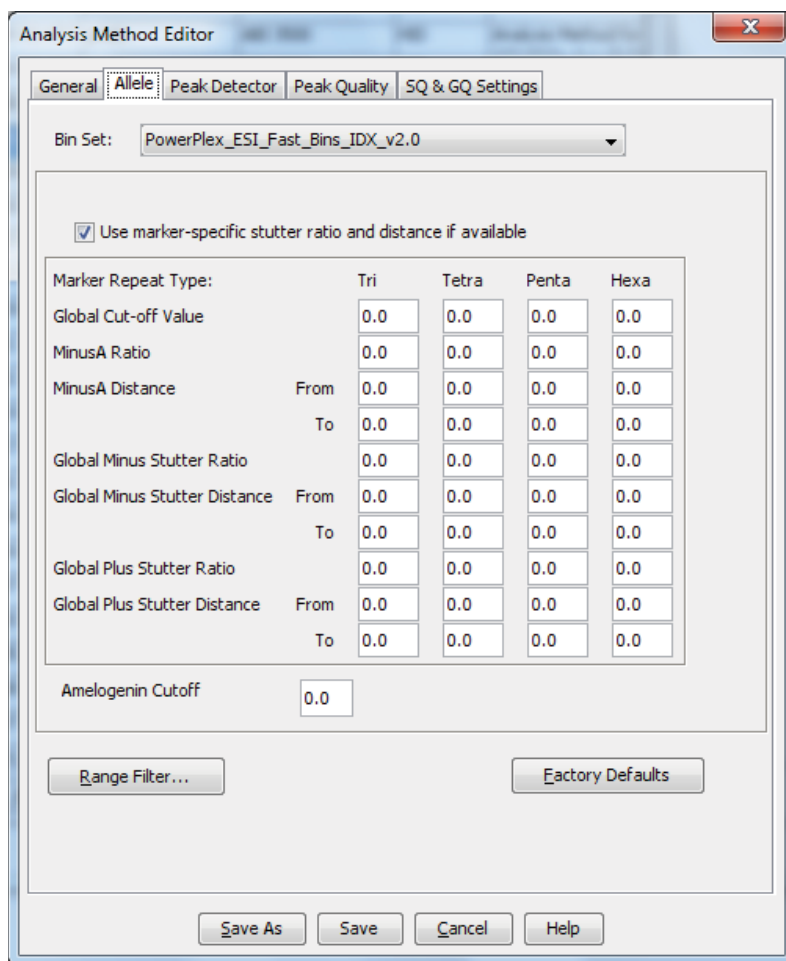 Analysis Method Editor
General Allele Peak Detector Peak Quality SQ & GQ Settings
Bin Set: PowerPlex_ESI_Fast_Bins_IDX_v2.0
Use marker-specific stutter ratio and distance if available
Marker Repeat Type: Tri Tetra Penta Hexa
Global Cut-off Value 0.0 0.0 0.0 0.0
MinusA Ratio 0.0 0.0 0.0 0.0
MinusA Distance From 0.0 0.0 0.0 0.0
To 0.0 0.0 0.0 0.0
Global Minus Stutter Ratio 0.0 0.0 0.0 0.0
Global Minus Stutter Distance From 0.0 0.0 0.0 0.0
To 0.0 0.0 0.0 0.0
Global Plus Stutter Ratio 0.0 0.0 0.0 0.0
Global Plus Stutter Distance From 0.0 0.0 0.0 0.0
To 0.0 0.0 0.0 0.0
Amelogenin Cutoff 0.0
Range Filter... Factory Defaults
Save As Save Cancel Help